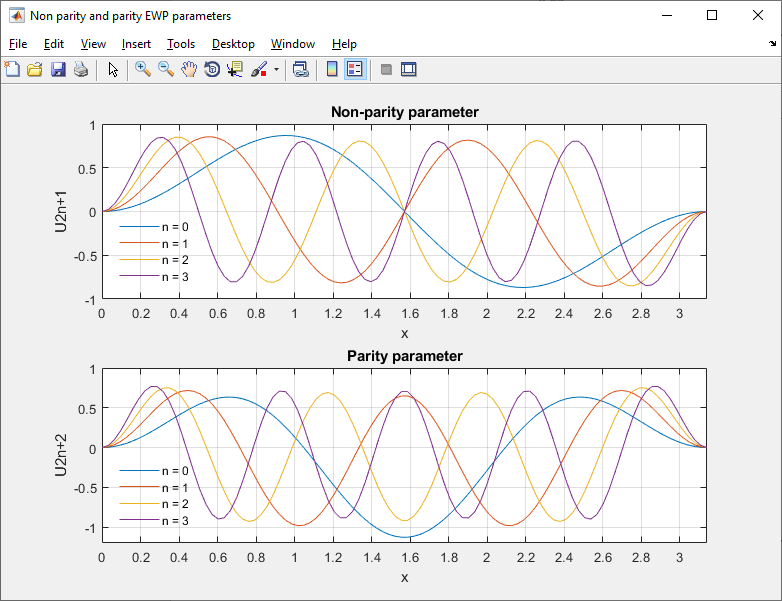 Non parity and parity EWP parameters
File Edit View Insert Tools Desktop Window Help
Non-parity parameter
1
0.5
0
-0.5
-1
U2n+1
n = 0
n = 1
n = 2
n = 3
0 0.2 0.4 0.6 0.8 1 1.2 1.4 1.6 1.8 2 2.2 2.4 2.6 2.8 3
x
Parity parameter
1
0.5
0
-0.5
-1
U2n+2
n = 0
n = 1
n = 2
n = 3
0 0.2 0.4 0.6 0.8 1 1.2 1.4 1.6 1.8 2 2.2 2.4 2.6 2.8 3
x